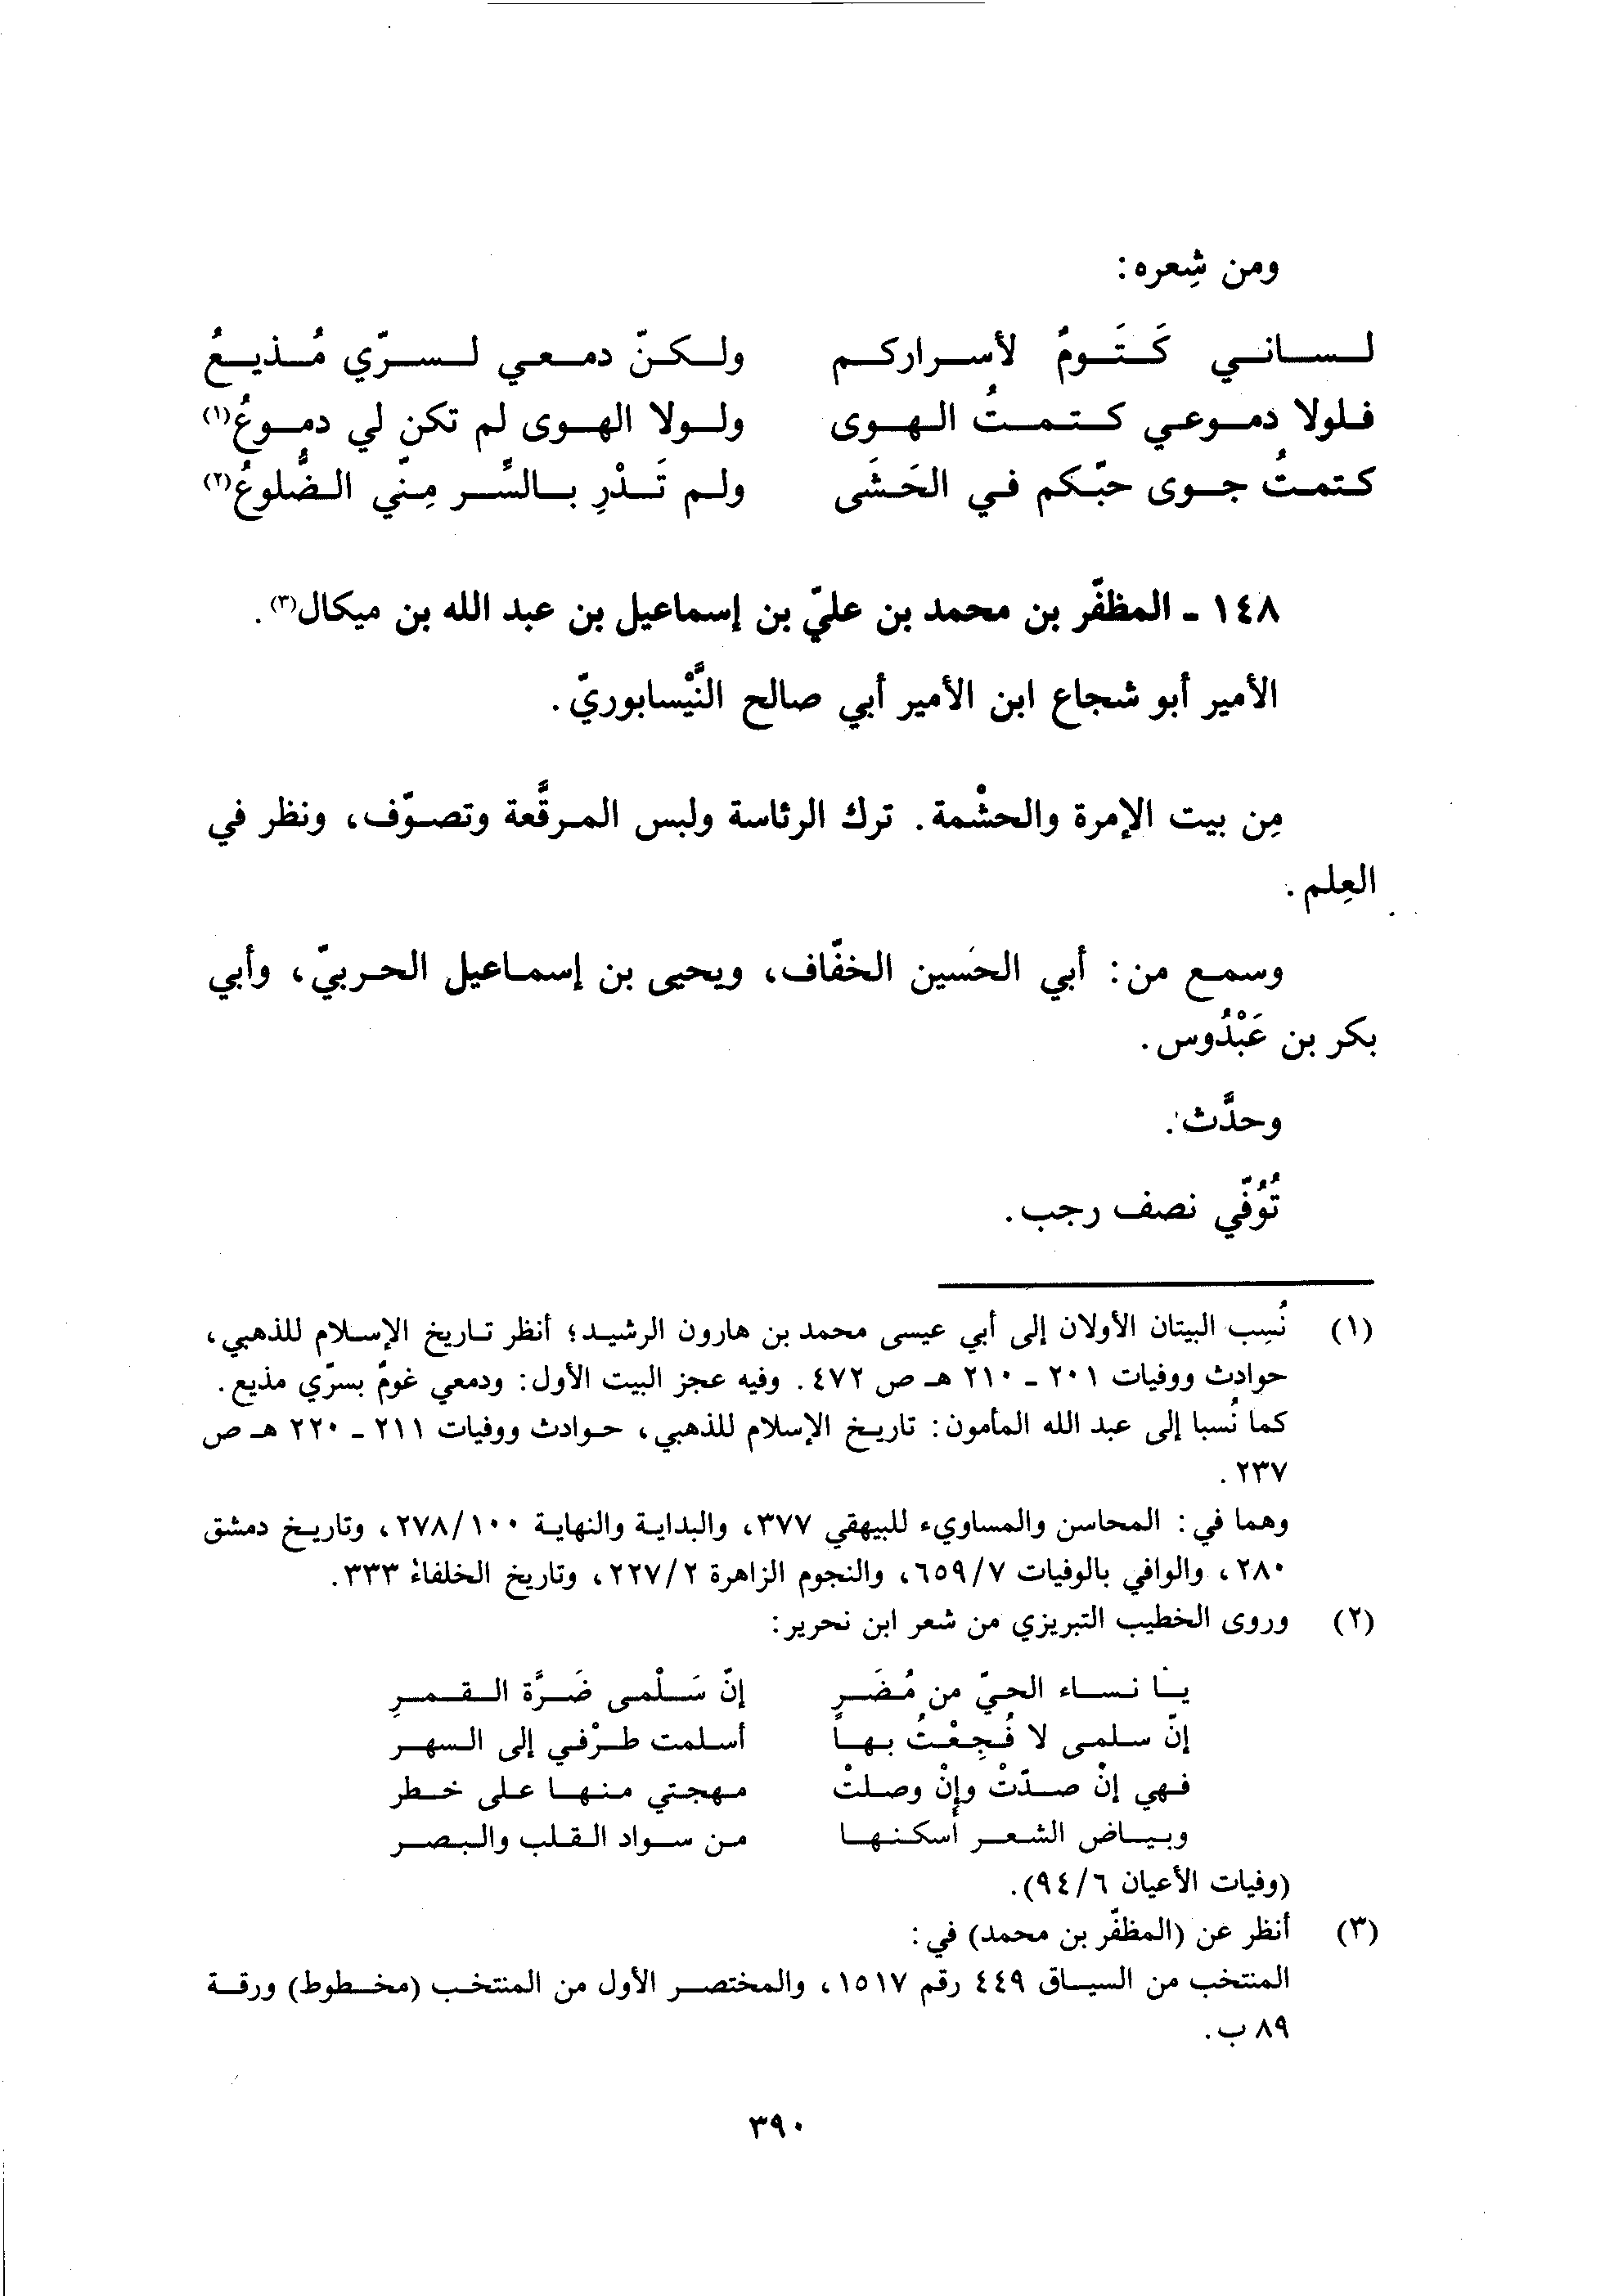 ومن شِعره:
لساني كَتَومٌ لأسراركم ولكنّ دمعي لسرّي مُذيعُ
فلولا دموعي كتمتُ الهوى ولولا الهوى لم تكن لي دموعُ(١)
كتمتُ جوى حبّكم في الحَشَى ولم تَدْرِ بالسِّر مِنّي الضُّلوعُ(٢)
١٤٨ - المظفّر بن محمد بن عليّ بن إسماعيل بن عبد الله بن ميكال(٣).
الأمير أبو شجاع ابن الأمير أبي صالح النَّيْسابوريّ.
مِن بيت الإمرة والحشْمة. ترك الرئاسة ولبس المرقَّعة وتصوّف، ونظر في
العِلم.
وسمع من: أبي الحَسين الخفّاف، ويحيى بن إسماعيل الحربيّ، وأبي
بكر بن عَبْدُوس.
وحدَّث.
تُوُفّي نصف رجب.
(١) نُسِب البيتان الأولان إلى أبي عيسى محمد بن هارون الرشيد؛ أنظر تاريخ الإسلام للذهبي،
حوادث ووفيات ٢٠١ - ٢١٠ هـ ص ٤٧٢. وفيه عجز البيت الأول: ودمعي غومٌ بسرّي مذيع.
كما نُسبا إلى عبد الله المأمون: تاريخ الإسلام للذهبي، حوادث ووفيات ٢١١ - ٢٢٠ هـ ص
٢٣٧.
وهما في: المحاسن والمساويء للبيهقي ٣٧٧، والبداية والنهاية ٢٧٨/١٠٠، وتاريخ دمشق
٢٨٠، والوافي بالوفيات ٦٥٩/٧، والنجوم الزاهرة ٢٢٧/٢، وتاريخ الخلفاء ٣٣٣.
(٢) وروى الخطيب التبريزي من شعر ابن نحرير:
يا نساء الحيّ من مُضَرِ إنّ سَلْمى ضَرَّة القمرِ
إنّ سلمى لا فُجِعْتُ بها أسلمت طرْفي إلى السهر
فهي إنْ صدّتْ وإنْ وصلتْ مهجتي منها على خطر
وبياض الشعر أسكنها من سواد القلب والبصر
(وفيات الأعيان ٩٤/٦).
(٣) أنظر عن (المظفّر بن محمد) في:
المنتخب من السياق ٤٤٩ رقم ١٥١٧، والمختصر الأول من المنتخب (مخطوط) ورقة
٨٩ ب.
٣٩٠